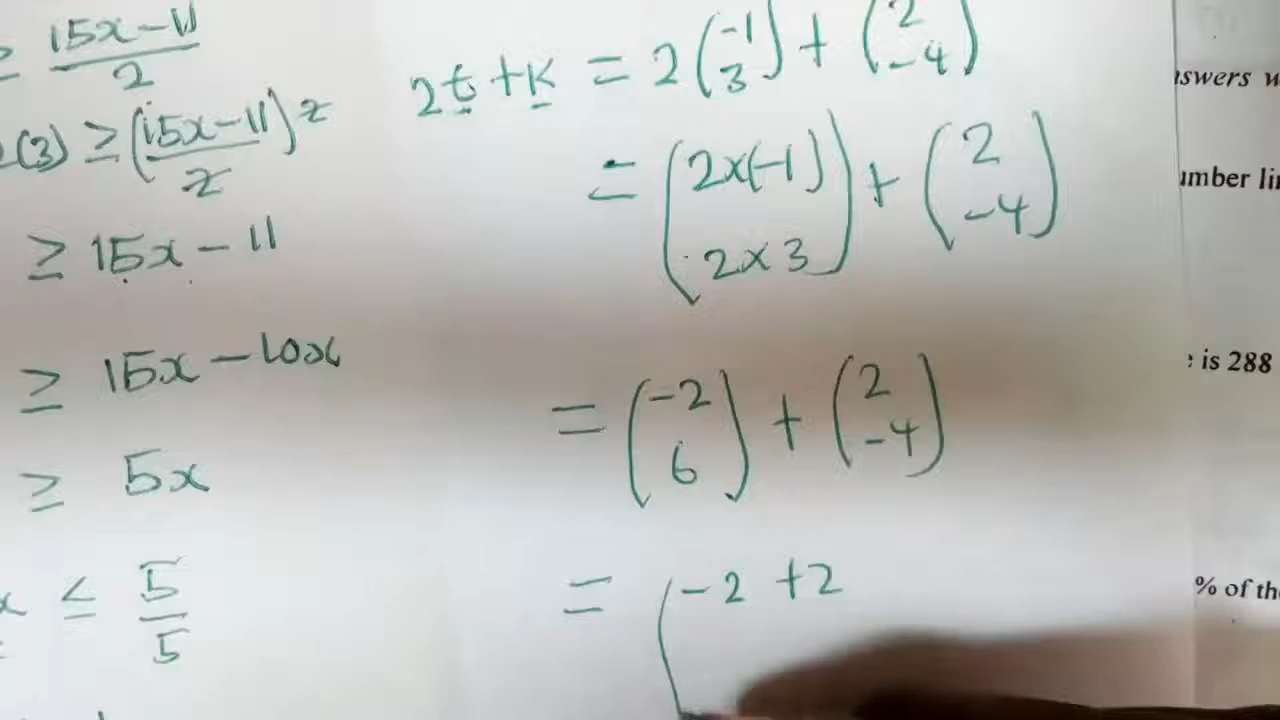 ≥ 15x-11
2
2(3) ≥ (15x-11) 2
2
≥ 15x - 11
≥ 15x - 10x
≥ 5x
x ≤ 5
5
2t + k = 2 (-1 3) + (2 -4)
= (2x(-1) 2x3) + (2 -4)
= (-2 6) + (2 -4)
= (-2 +2
nswers w
umber li
is 288
% of th